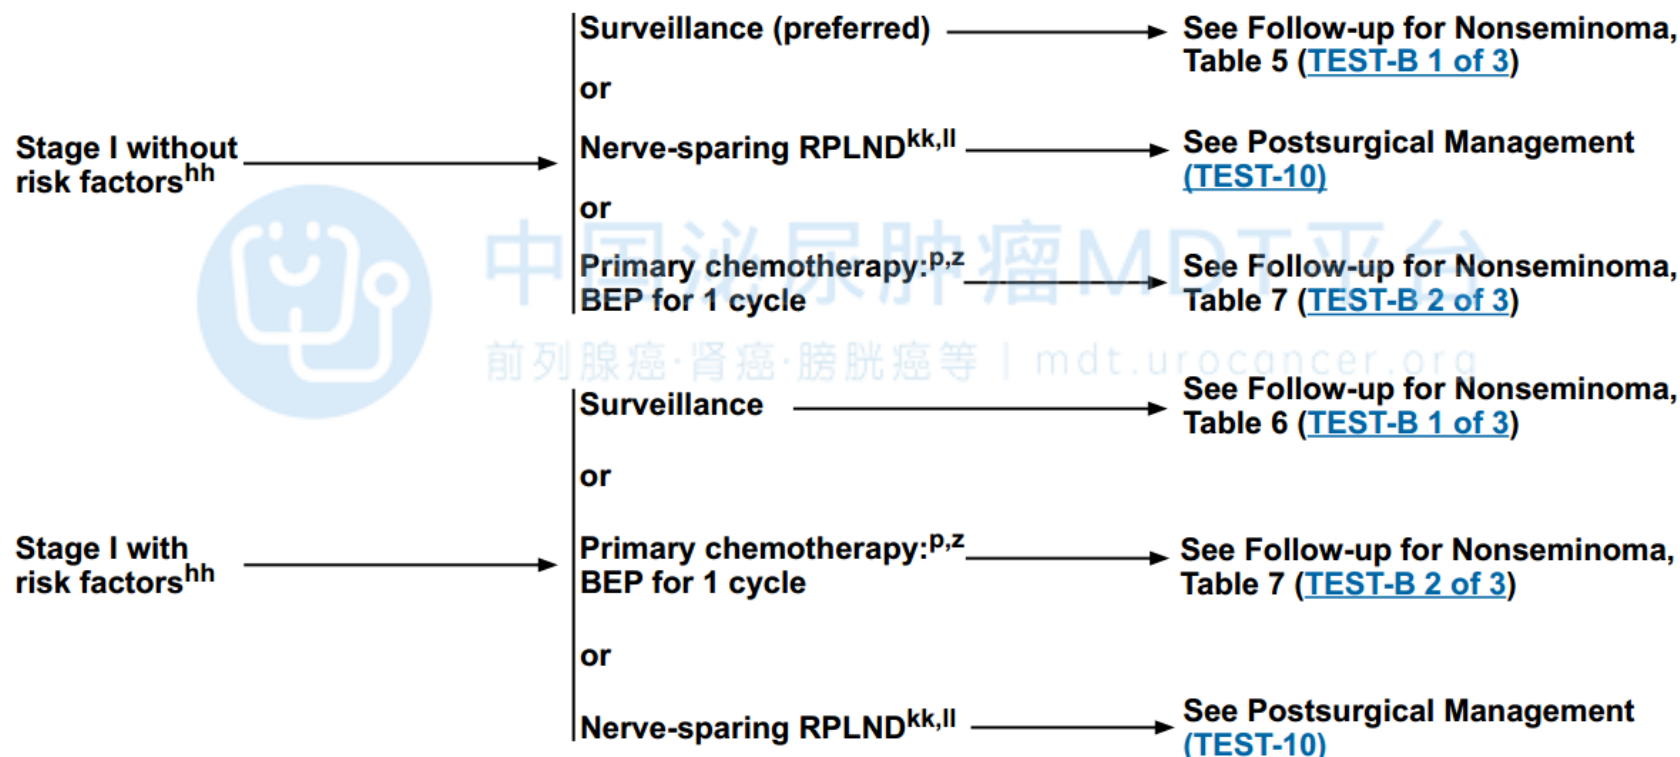 Surveillance (preferred)
See Follow-up for Nonseminoma,
Table 5 (TEST-B 1 of 3)
or
Stage I without
risk factorshh
Nerve-sparing RPLNDkk,ll
See Postsurgical Management
(TEST-10)
or
Primary chemotherapy:p,z
BEP for 1 cycle
See Follow-up for Nonseminoma,
Table 7 (TEST-B 2 of 3)
中国泌尿肿瘤MDT平台
前列腺癌·肾癌·膀胱癌等 | mdt.urocancer.org
Surveillance
See Follow-up for Nonseminoma,
Table 6 (TEST-B 1 of 3)
or
Stage I with
risk factorshh
Primary chemotherapy:p,z
BEP for 1 cycle
See Follow-up for Nonseminoma,
Table 7 (TEST-B 2 of 3)
or
Nerve-sparing RPLNDkk,ll
See Postsurgical Management
(TEST-10)